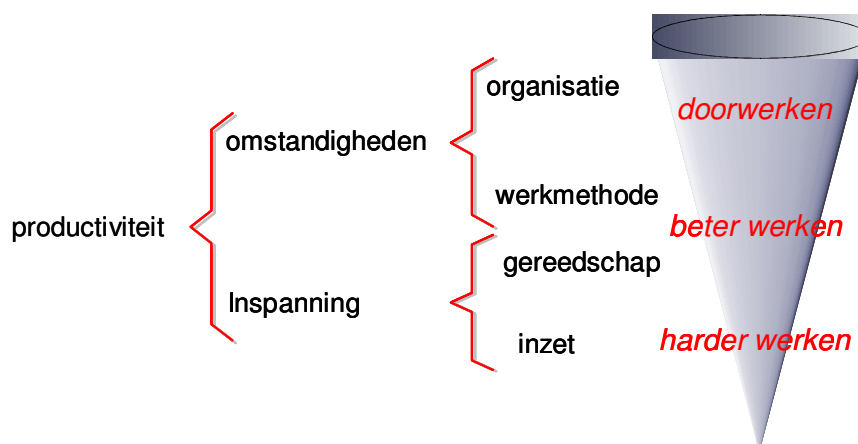 productiviteit
omstandigheden
Inspanning
organisatie
werkmethode
gereedschap
inzet
doorwerken
beter werken
harder werken